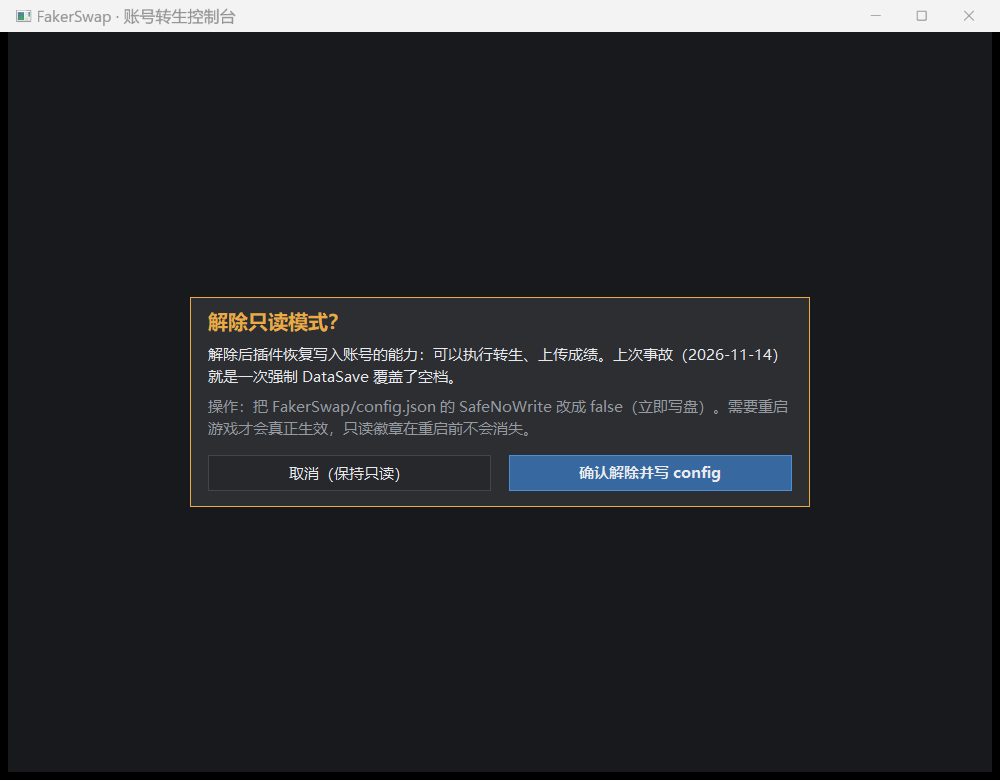 FakerSwap · 账号转生控制台
解除只读模式？
解除后插件恢复写入账号的能力：可以执行转生、上传成绩。上次事故（2026-11-14）
就是一次强制 DataSave 覆盖了空档。
操作：把 FakerSwap/config.json 的 SafeNoWrite 改成 false（立即写盘）。需要重启
游戏才会真正生效，只读徽章在重启前不会消失。
取消（保持只读）
确认解除并写 config